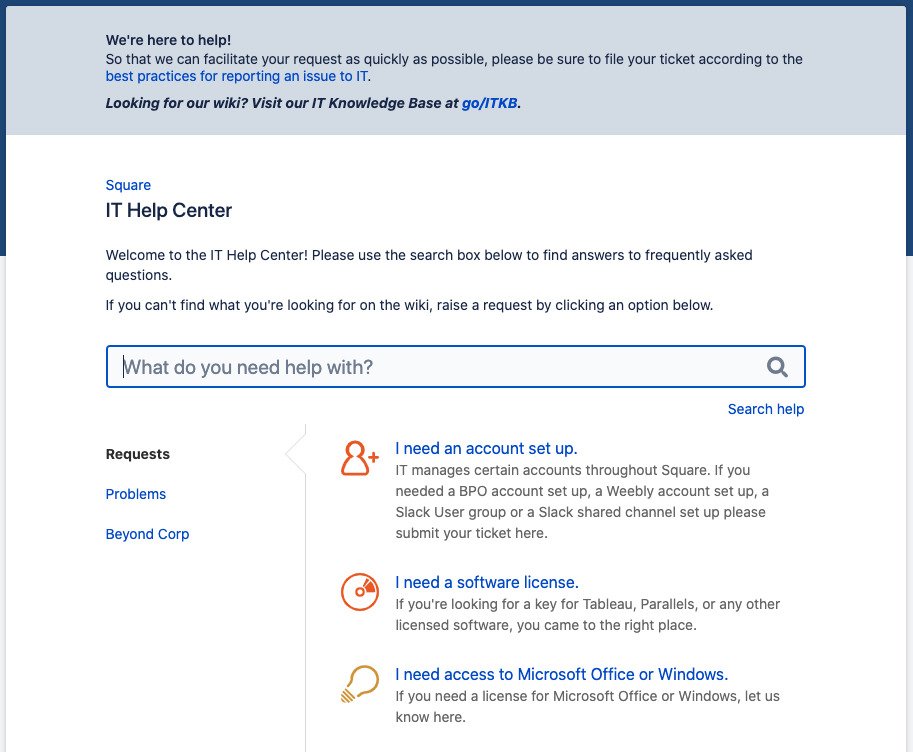 We're here to help!
So that we can facilitate your request as quickly as possible, please be sure to file your ticket according to the
best practices for reporting an issue to IT.
Looking for our wiki? Visit our IT Knowledge Base at go/ITKB.
Square
IT Help Center
Welcome to the IT Help Center! Please use the search box below to find answers to frequently asked
questions.
If you can't find what you're looking for on the wiki, raise a request by clicking an option below.
What do you need help with?
Search help
Requests
Problems
Beyond Corp
I need an account set up.
IT manages certain accounts throughout Square. If you
needed a BPO account set up, a Weebly account set up, a
Slack User group or a Slack shared channel set up please
submit your ticket here.
I need a software license.
If you're looking for a key for Tableau, Parallels, or any other
licensed software, you came to the right place.
I need access to Microsoft Office or Windows.
If you need a license for Microsoft Office or Windows, let us
know here.